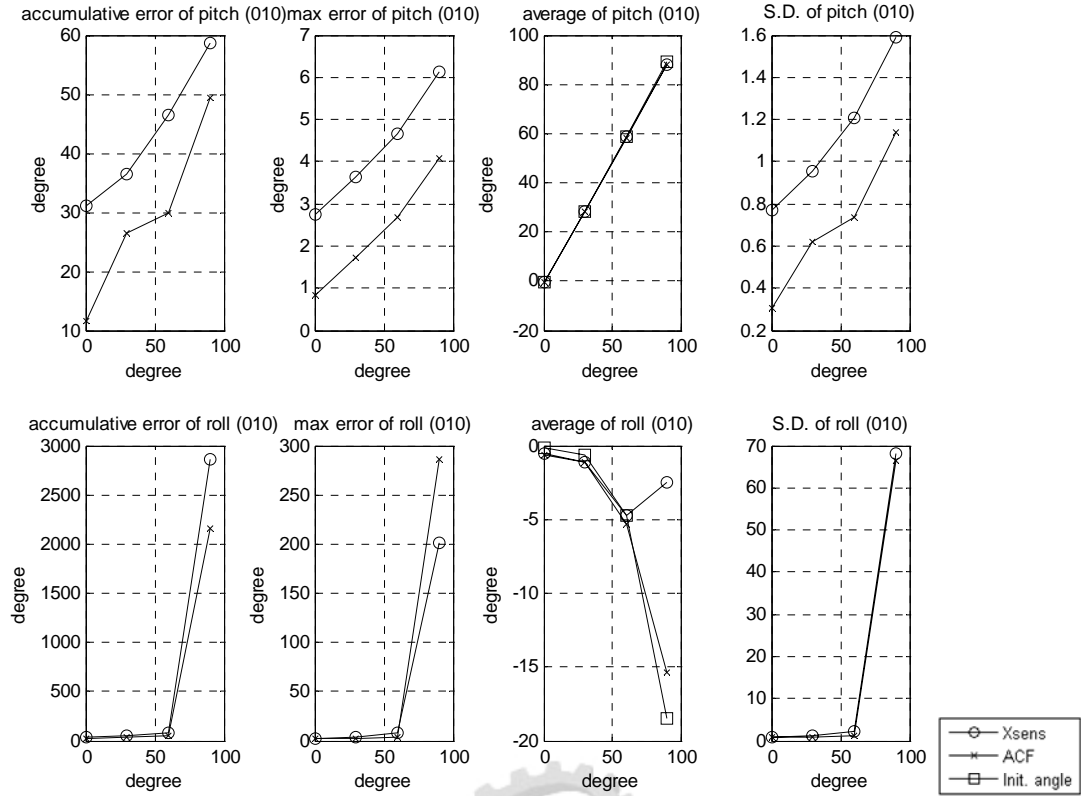 accumulative error of pitch (010)
max error of pitch (010)
average of pitch (010)
S.D. of pitch (010)
60
50
40
30
20
10
degree
0
50
100
degree
7
6
5
4
3
2
1
0
degree
0
50
100
degree
100
80
60
40
20
0
-20
degree
0
50
100
degree
1.6
1.4
1.2
1
0.8
0.6
0.4
0.2
degree
0
50
100
degree
accumulative error of roll (010)
max error of roll (010)
average of roll (010)
S.D. of roll (010)
3000
2500
2000
1500
1000
500
0
degree
0
50
100
degree
300
250
200
150
100
50
0
degree
0
50
100
degree
0
-5
-10
-15
-20
degree
0
50
100
degree
70
60
50
40
30
20
10
0
degree
0
50
100
degree
Xsens
ACF
Init. angle